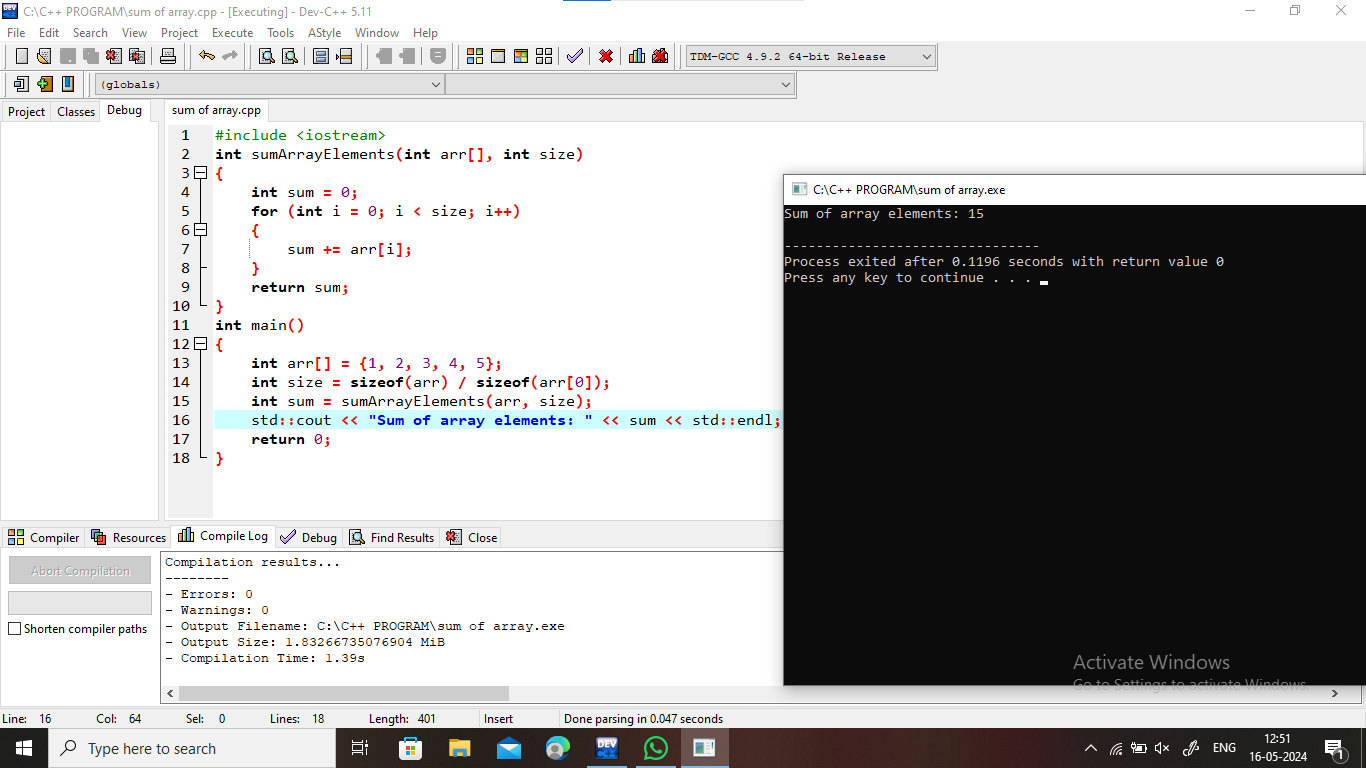 C:\C++ PROGRAM\sum of array.cpp - [Executing] - Dev-C++ 5.11
File Edit Search View Project Execute Tools AStyle Window Help
TDM-GCC 4.9.2 64-bit Release
(globals)
Project Classes Debug
sum of array.cpp
1 #include <iostream>
2 int sumArrayElements(int arr[], int size)
3 {
4 int sum = 0;
5 for (int i = 0; i < size; i++)
6 {
7 sum += arr[i];
8 }
9 return sum;
10 }
11 int main()
12 {
13 int arr[] = {1, 2, 3, 4, 5};
14 int size = sizeof(arr) / sizeof(arr[0]);
15 int sum = sumArrayElements(arr, size);
16 std::cout << "Sum of array elements: " << sum << std::endl;
17 return 0;
18 }
C:\C++ PROGRAM\sum of array.exe
Sum of array elements: 15
--------------------------------
Process exited after 0.1196 seconds with return value 0
Press any key to continue . . .
Compiler Resources Compile Log Debug Find Results Close
Abort Compilation
Shorten compiler paths
Compilation results...
--------
- Errors: 0
- Warnings: 0
- Output Filename: C:\C++ PROGRAM\sum of array.exe
- Output Size: 1.83266735076904 MiB
- Compilation Time: 1.39s
Activate Windows
Go to Settings to activate Windows.
Line: 16 Col: 64 Sel: 0 Lines: 18 Length: 401 Insert Done parsing in 0.047 seconds
Type here to search
DEV
ENG
12:51
16-05-2024
1